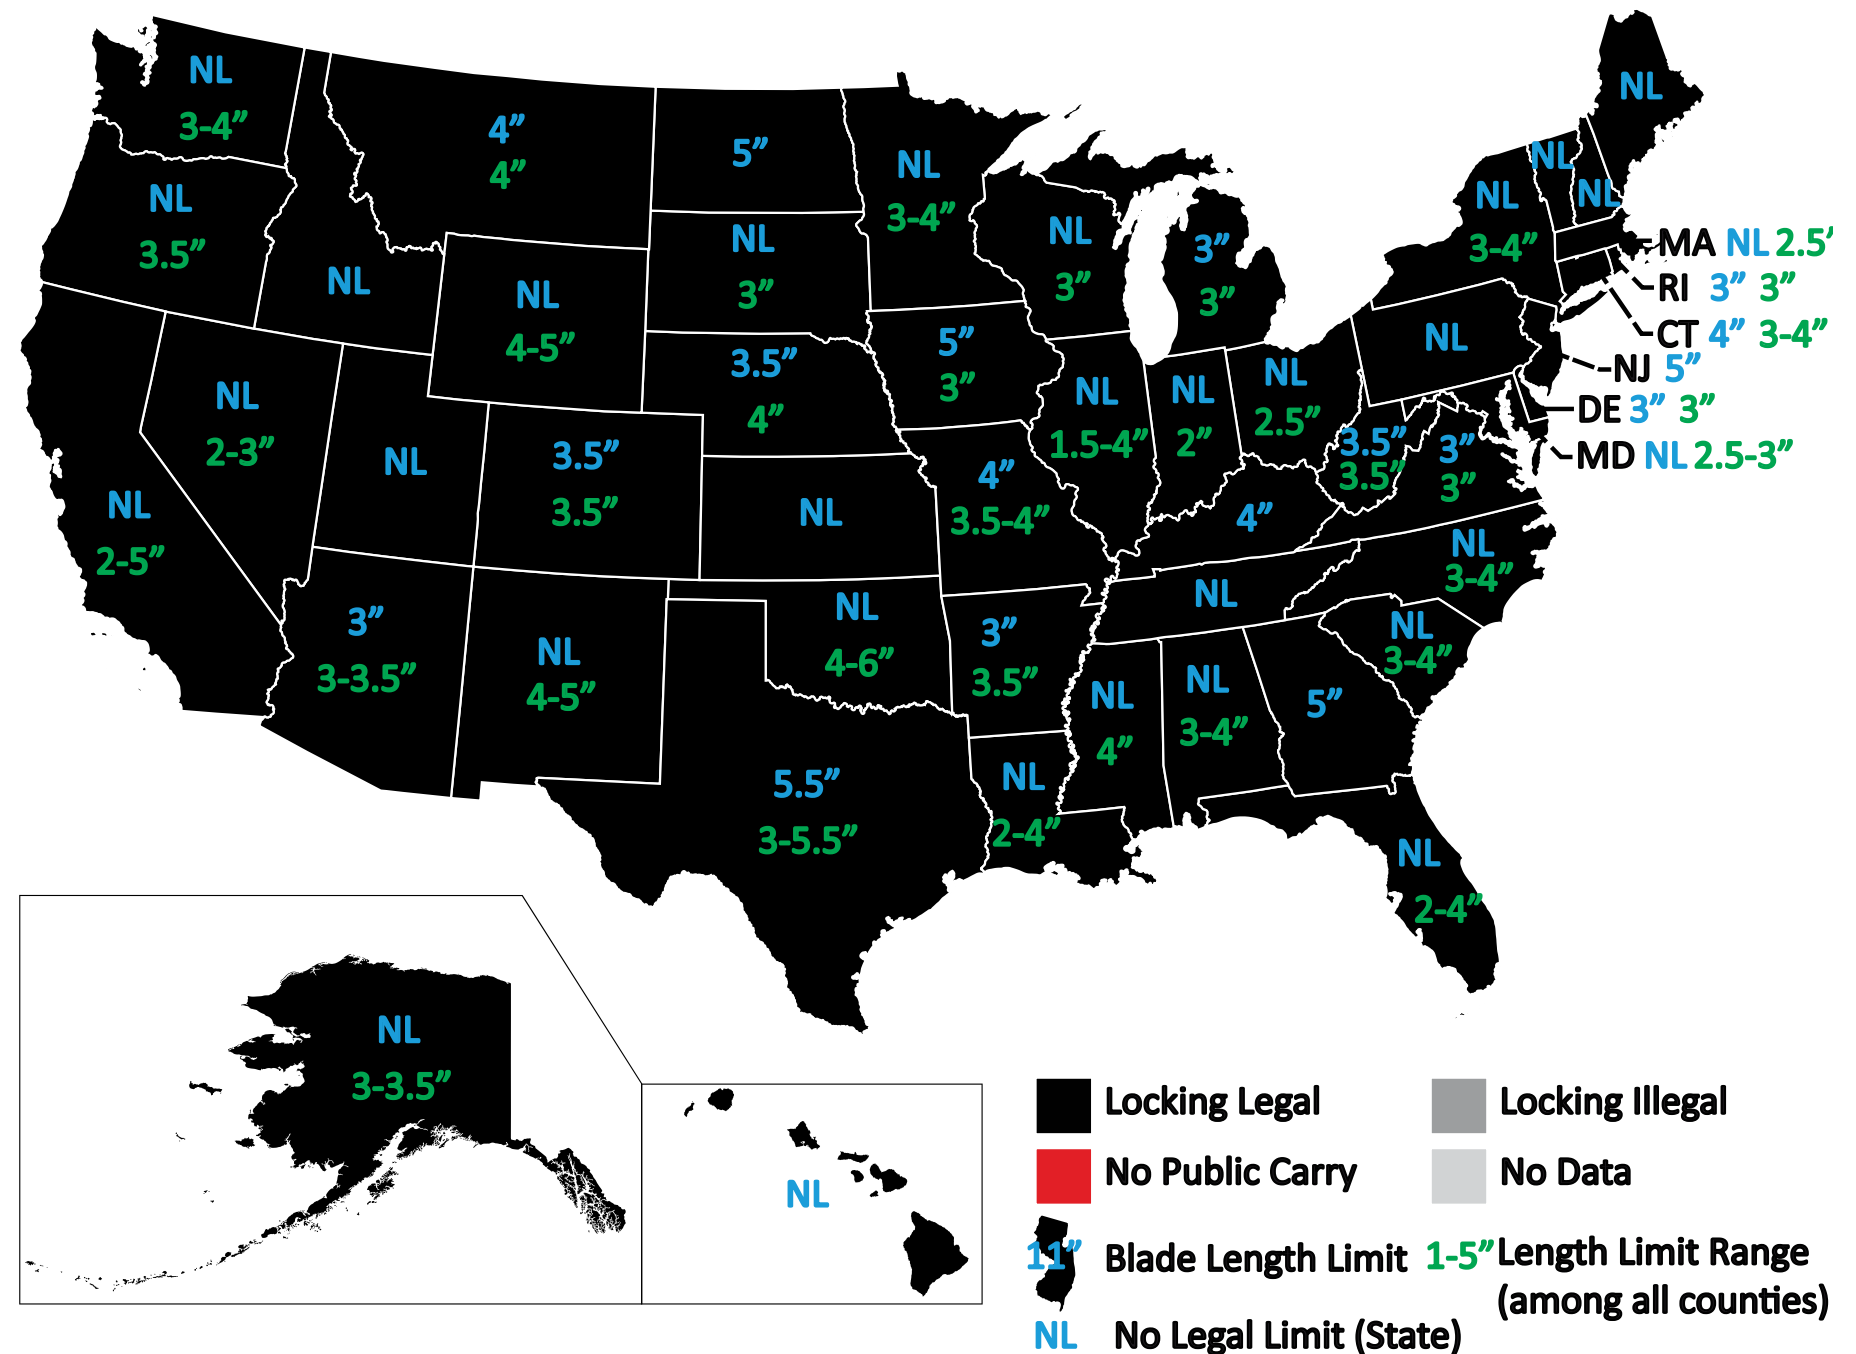 NL
3-4”
NL
3.5”
4”
4”
5”
NL
3-4”
NL
NL
NL
NL
NL
3-4”
NL
NL
4-5”
NL
3”
NL
3”
3”
3”
MA NL 2.5’
RI 3” 3”
CT 4” 3-4”
NJ 5”
DE 3” 3”
MD NL 2.5-3”
NL
2-3”
NL
2-5”
NL
3.5”
3.5”
3.5”
4”
NL
5”
3”
4”
3.5-4”
NL
1.5-4”
NL
2”
NL
2.5”
NL
3.5”
3.5”
3”
3”
4”
NL
NL
3-4”
NL
3-4”
3”
3-3.5”
NL
4-5”
NL
4-6”
3”
3.5”
5.5”
3-5.5”
NL
2-4”
NL
4”
NL
3-4”
5”
NL
2-4”
NL
3-3.5”
NL
Locking Legal
Locking Illegal
No Public Carry
No Data
11” Blade Length Limit
1-5” Length Limit Range
(among all counties)
NL No Legal Limit (State)